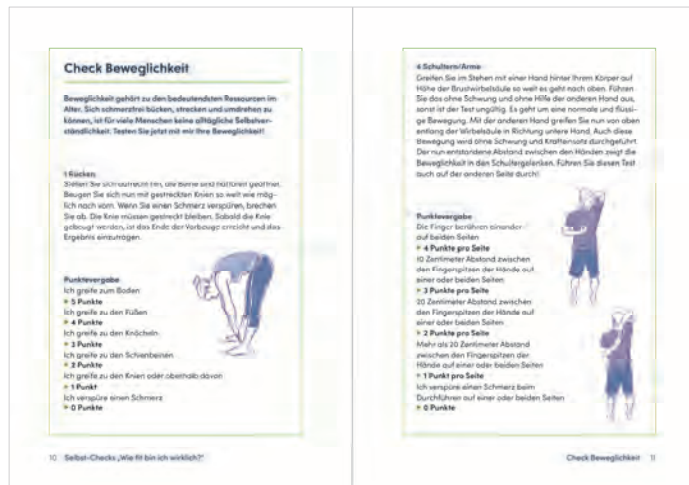 Check Beweglichkeit
Beweglichkeit gehört zu den bedeutendsten Ressourcen im
Alter. Sich schmerzfrei bücken, strecken und umdrehen zu
können, ist für viele Menschen keine alltägliche Selbstver-
ständlichkeit. Testen Sie jetzt mit mir Ihre Beweglichkeit!
1 Rücken
Stellen Sie sich aufrecht hin, die Beine sind hüftbreit geöffnet.
Beugen Sie sich nun mit gestreckten Knien so weit wie mög-
lich nach vorn. Wenn Sie einen Schmerz verspüren, brechen
Sie ab. Die Knie müssen gestreckt bleiben. Sobald die Knie
gebeugt werden, ist das Ende der Vorbeuge erreicht und das
Ergebnis einzutragen.
Punktevergabe
Ich greife zum Boden
▶ 5 Punkte
Ich greife zu den Füßen
▶ 4 Punkte
Ich greife zu den Knöcheln
▶ 3 Punkte
Ich greife zu den Schienbeinen
▶ 2 Punkte
Ich greife zu den Knien oder oberhalb davon
▶ 1 Punkt
Ich verspüre einen Schmerz
▶ 0 Punkte
10 Selbst-Checks „Wie fit bin ich wirklich?“
4 Schultern/Arme
Greifen Sie im Stehen mit einer Hand hinter Ihrem Körper auf
Höhe der Brustwirbelsäule so weit es geht nach oben. Führen
Sie das ohne Schwung und ohne Hilfe der anderen Hand aus,
sonst ist der Test ungültig. Es geht um eine normale und flüssi-
ge Bewegung. Mit der anderen Hand greifen Sie nun von oben
entlang der Wirbelsäule in Richtung untere Hand. Auch diese
Bewegung wird ohne Schwung und Krafteinsatz durchgeführt.
Der nun entstandene Abstand zwischen den Händen zeigt die
Beweglichkeit in den Schultergelenken. Führen Sie diesen Test
auch auf der anderen Seite durch!
Punktevergabe
Die Finger berühren einander
auf beiden Seiten
▶ 4 Punkte pro Seite
10 Zentimeter Abstand zwischen
den Fingerspitzen der Hände auf
einer oder beiden Seiten
▶ 3 Punkte pro Seite
20 Zentimeter Abstand zwischen
den Fingerspitzen der Hände auf
einer oder beiden Seiten
▶ 2 Punkte pro Seite
Mehr als 20 Zentimeter Abstand
zwischen den Fingerspitzen der
Hände auf einer oder beiden Seiten
▶ 1 Punkt pro Seite
Ich verspüre einen Schmerz beim
Durchführen auf einer oder beiden Seiten
▶ 0 Punkte
Check Beweglichkeit 11